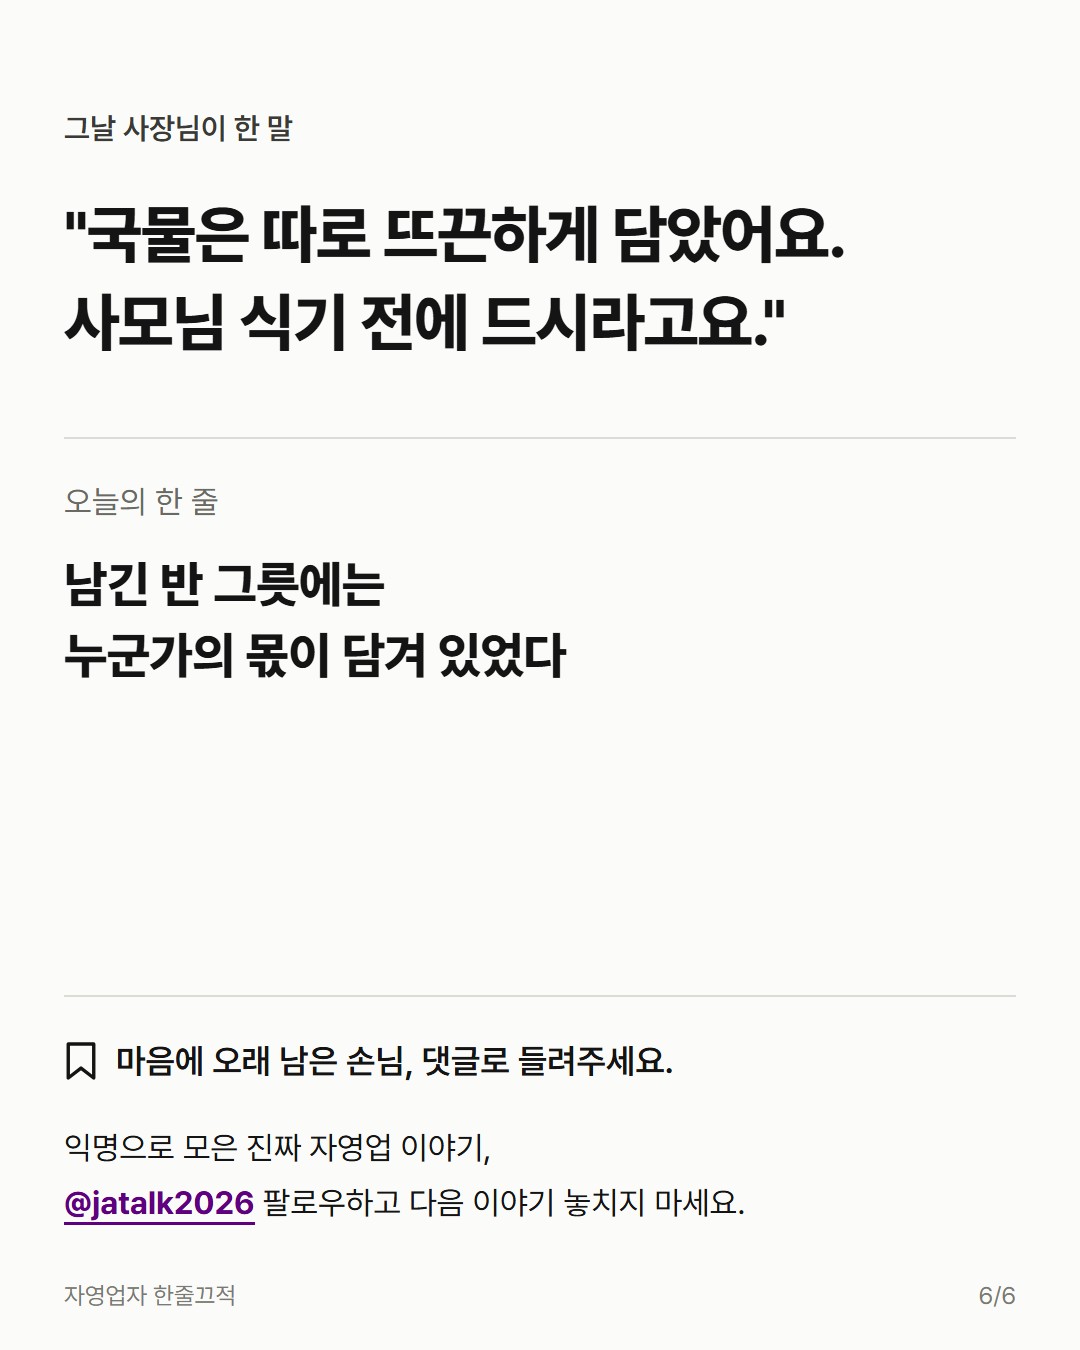 그날 사장님이 한 말
"국물은 따로 뜨끈하게 담았어요.
사모님 식기 전에 드시라고요."
오늘의 한 줄
남긴 반 그릇에는
누군가의 몫이 담겨 있었다
마음에 오래 남은 손님, 댓글로 들려주세요.
익명으로 모은 진짜 자영업 이야기,
@jatalk2026 팔로우하고 다음 이야기 놓치지 마세요.
자영업자 한줄끄적
6/6